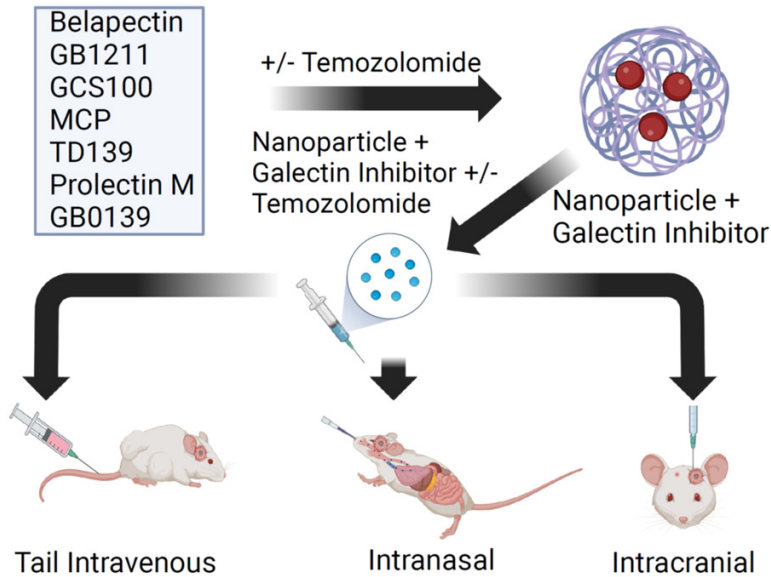 Belapectin
GB1211
GCS100
MCP
TD139
Prolectin M
GB0139
+/- Temozolomide
Nanoparticle +
Galectin Inhibitor +/-
Temozolomide
Nanoparticle +
Galectin Inhibitor
Tail Intravenous
Intranasal
Intracranial